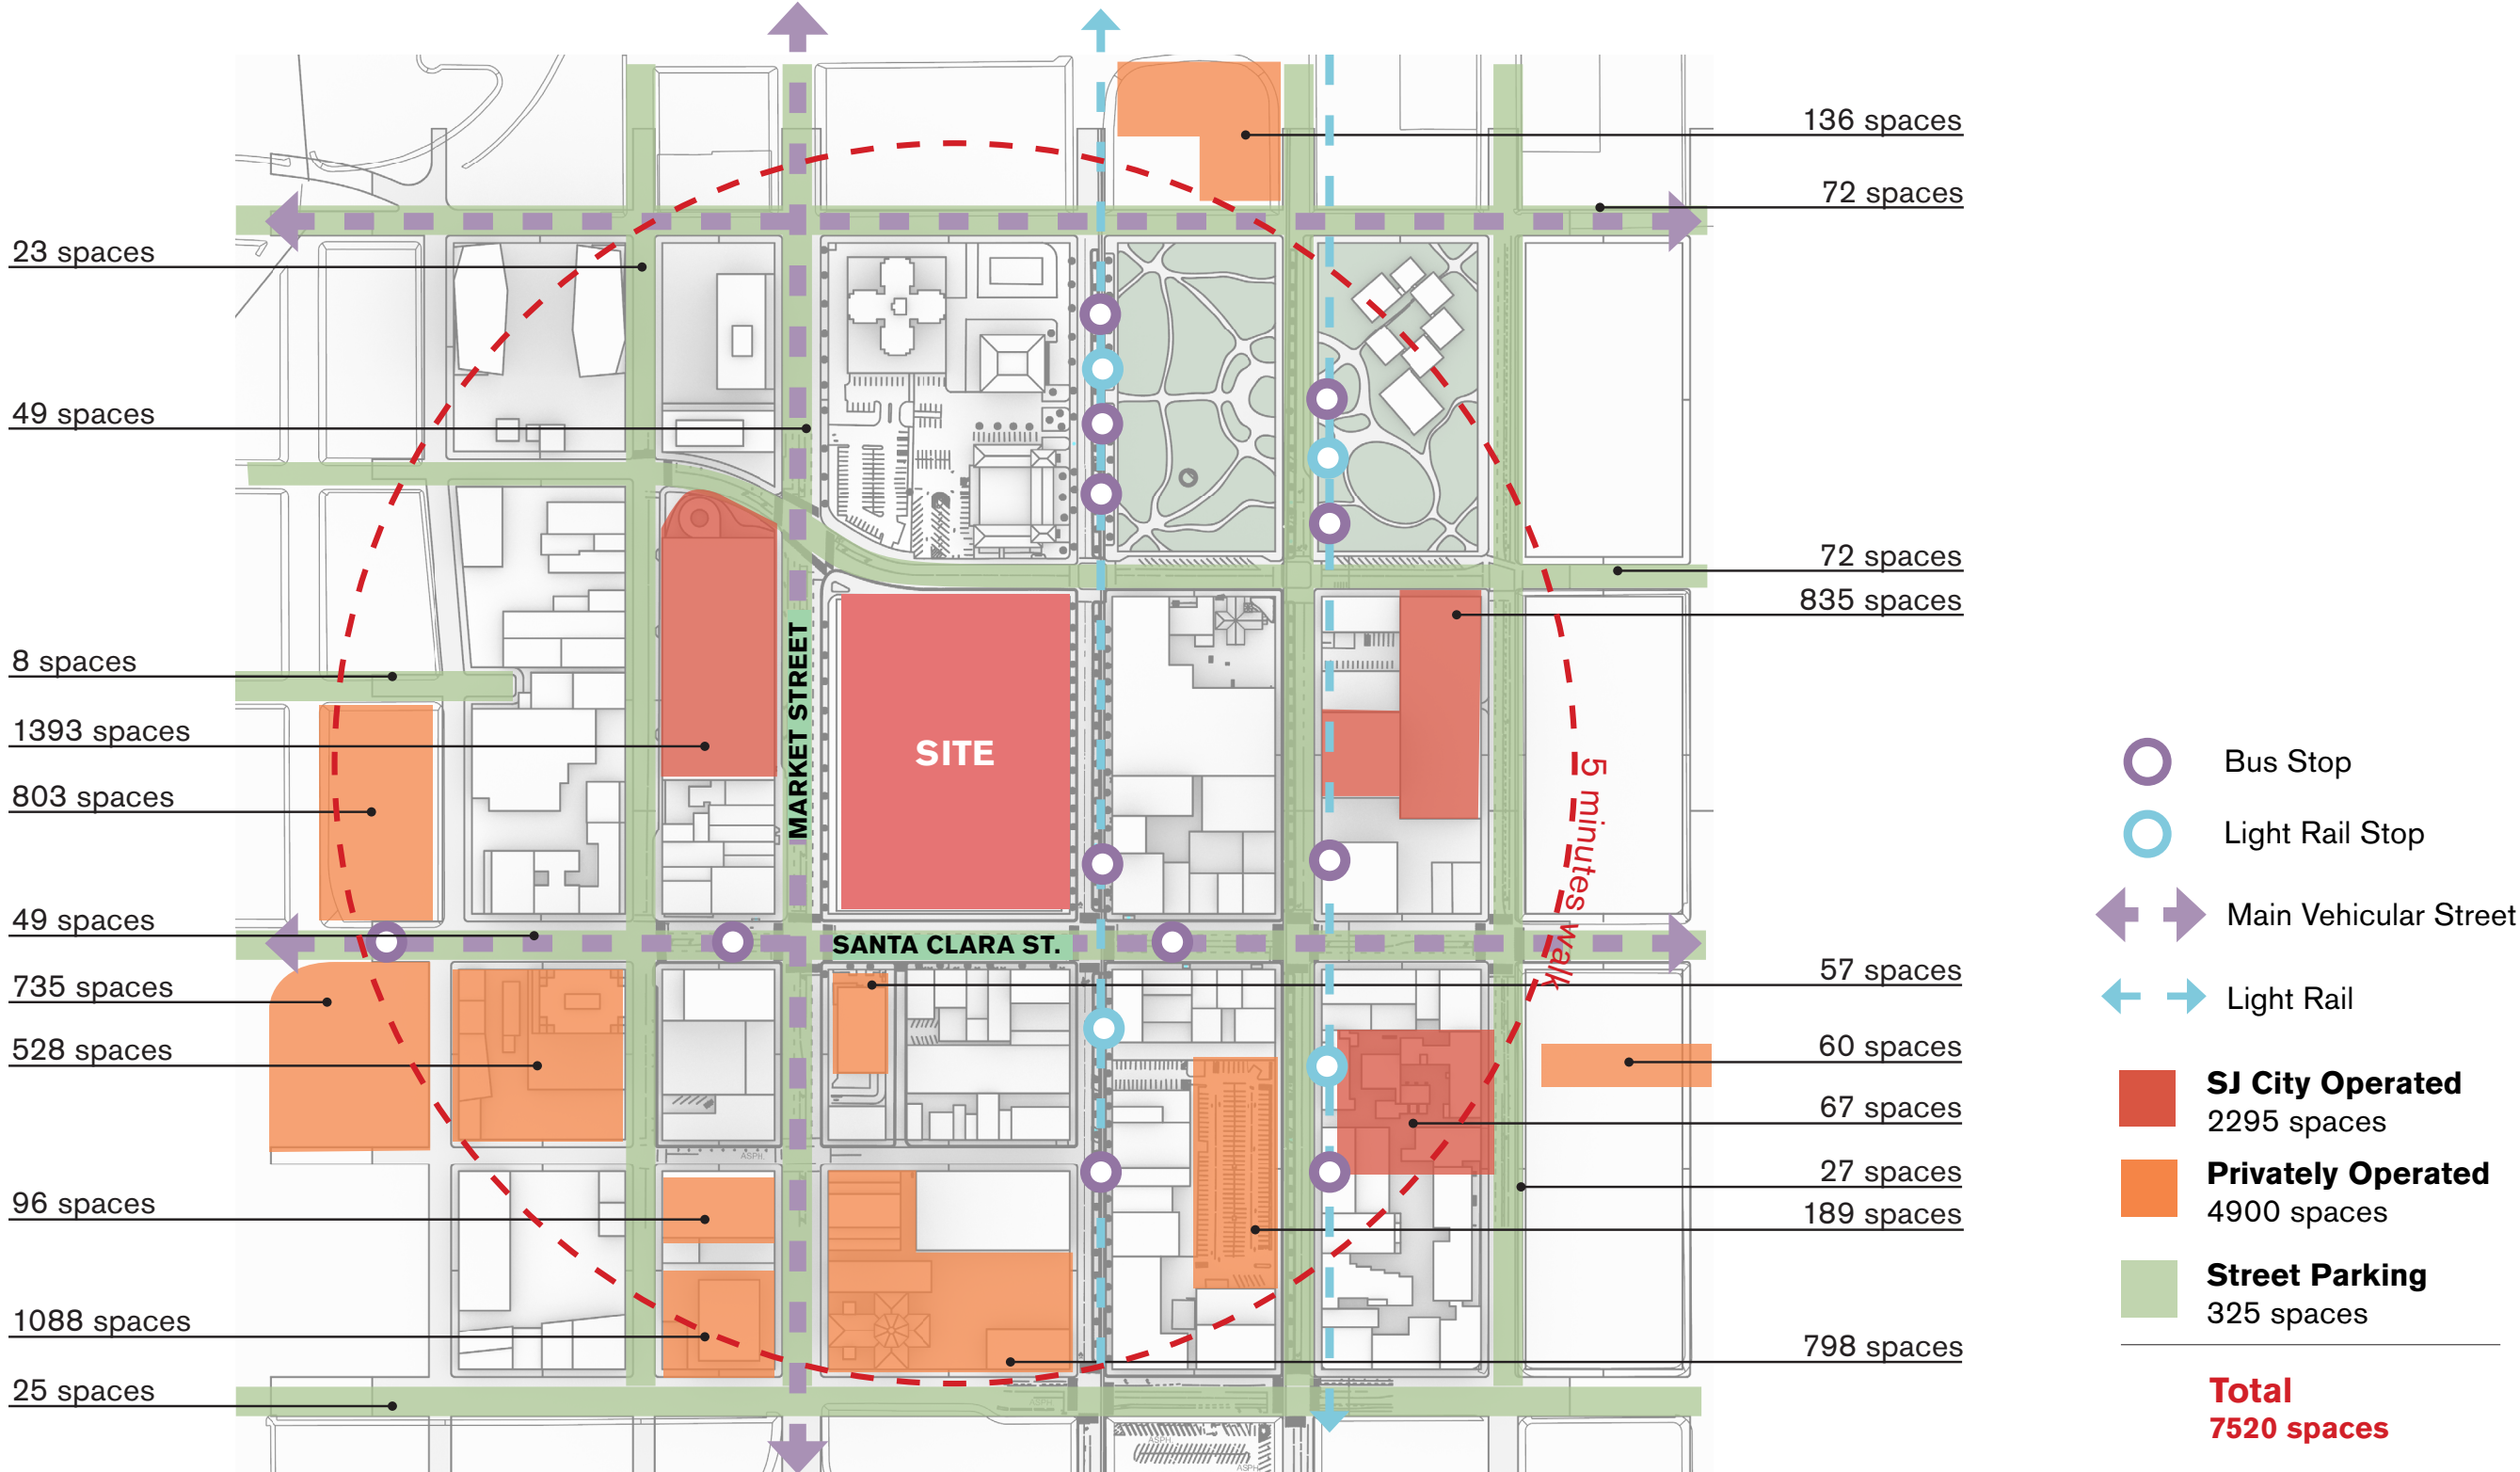 136 spaces
72 spaces
23 spaces
49 spaces
72 spaces
835 spaces
8 spaces
1393 spaces
803 spaces
49 spaces
735 spaces
528 spaces
96 spaces
1088 spaces
25 spaces
MARKET STREET
SITE
SANTA CLARA ST.
5 minutes walk
57 spaces
60 spaces
67 spaces
27 spaces
189 spaces
798 spaces
ASPH.
ASPH.
ASPH.
ASPH.
Bus Stop
Light Rail Stop
Main Vehicular Street
Light Rail
SJ City Operated
2295 spaces
Privately Operated
4900 spaces
Street Parking
325 spaces
Total
7520 spaces